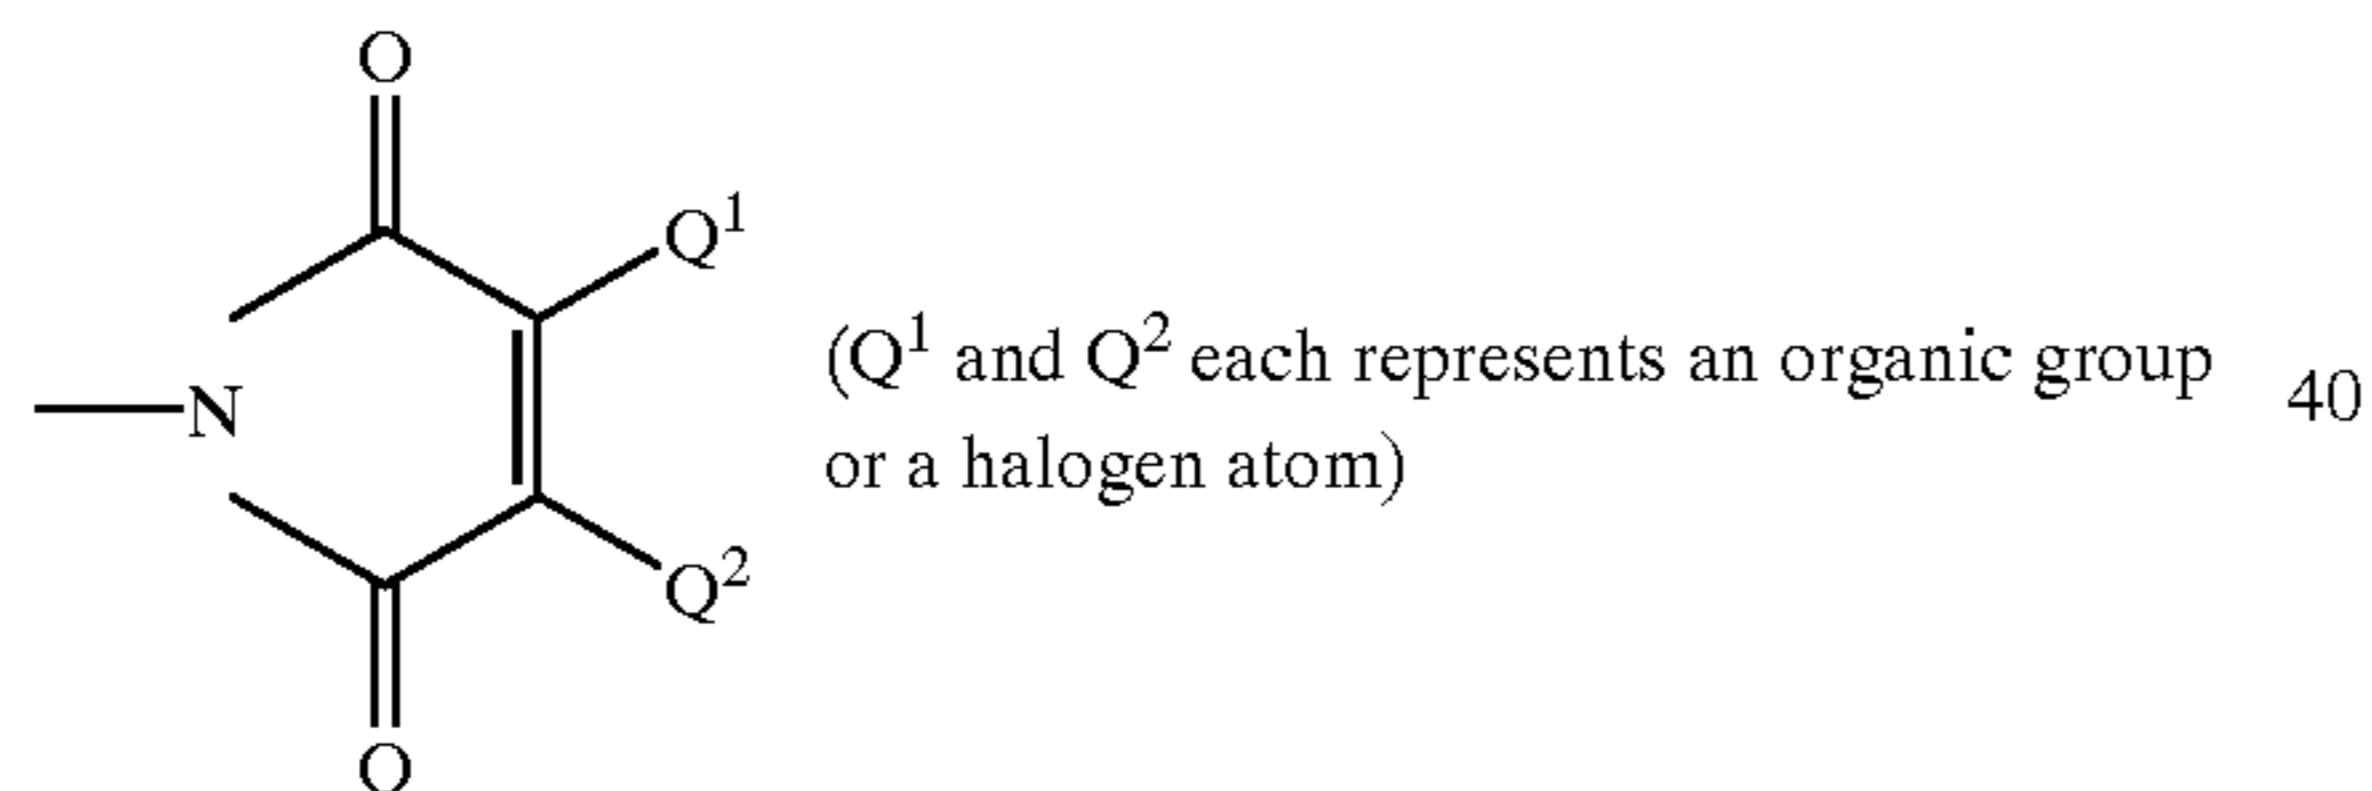 O
Q¹
(Q¹ and Q² each represents an organic group 40
N
or a halogen atom)
Q²
O